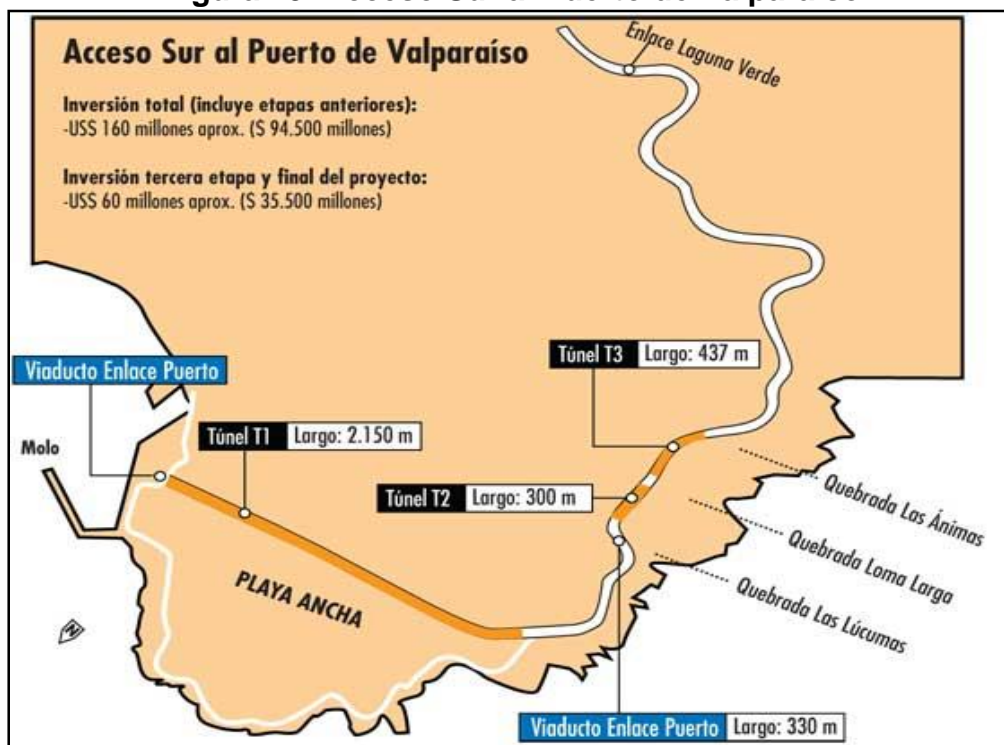 Acceso Sur al Puerto de Valparaíso
Enlace Laguna Verde
Inversión total (incluye etapas anteriores):
-US$ 160 millones aprox. ($ 94.500 millones)
Inversión tercera etapa y final del proyecto:
-US$ 60 millones aprox. ($ 35.500 millones)
Túnel T3 Largo: 437 m
Viaducto Enlace Puerto
Túnel T1 Largo: 2.150 m
Molo
Túnel T2 Largo: 300 m
Quebrada Las Ánimas
Quebrada Loma Larga
Quebrada Las Lúcumas
PLAYA ANCHA
N
Viaducto Enlace Puerto Largo: 330 m